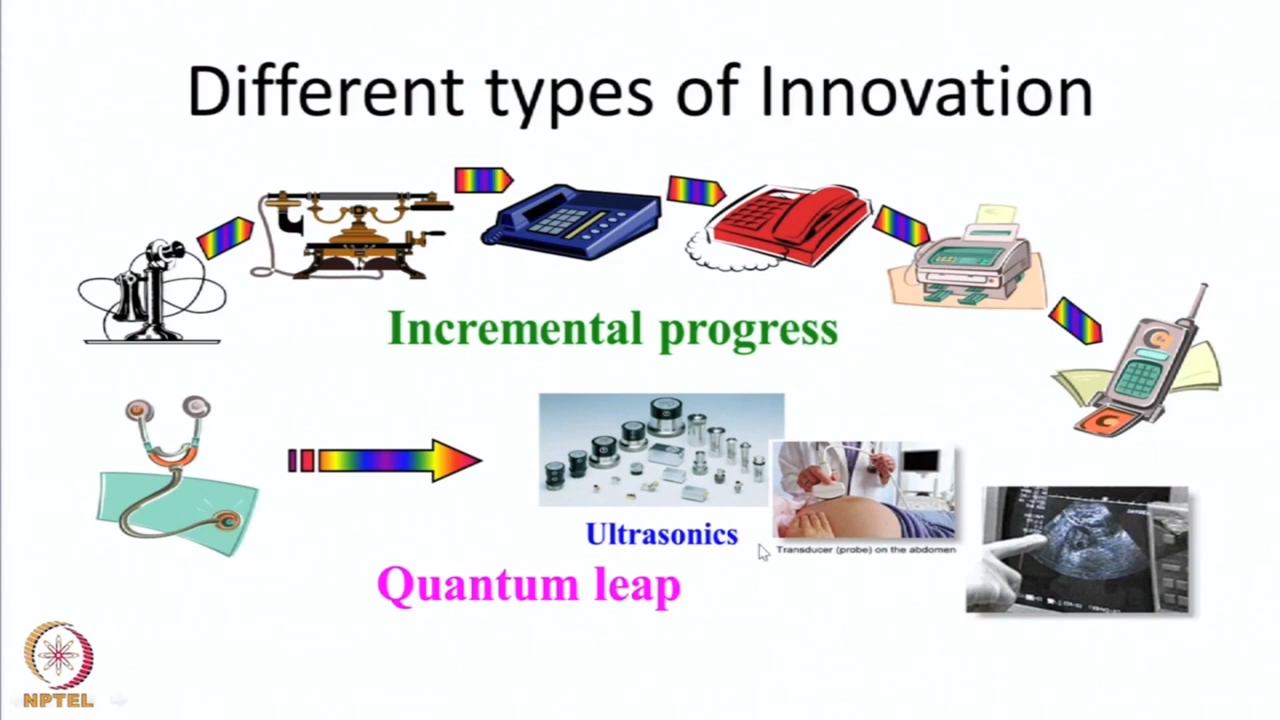 Different types of Innovation
Incremental progress
Ultrasonics
Transducer (probe) on the abdomen
Quantum leap
NPTEL